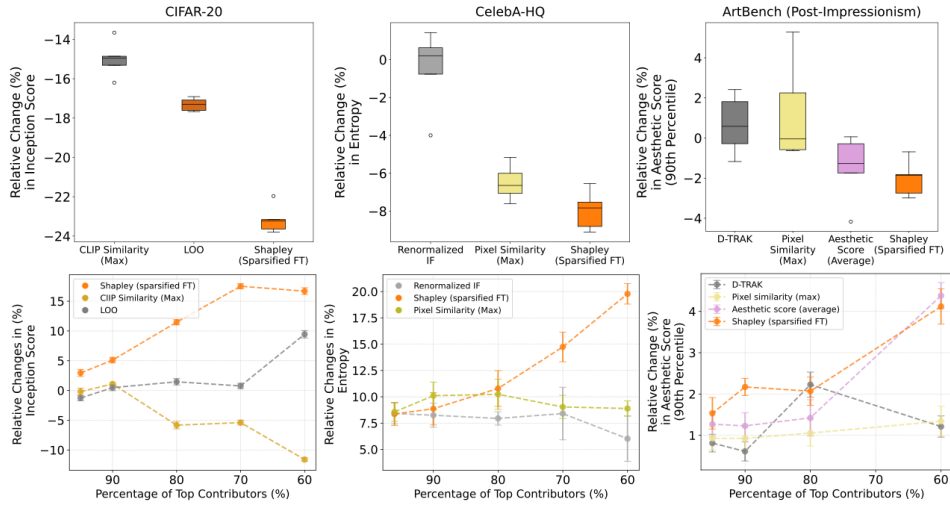 CIFAR-20
Relative Change (%)
in Inception Score
−14
−16
−18
−20
−22
−24
CLIP Similarity
(Max)
LOO
Shapley
(Sparsified FT)
CelebA-HQ
Relative Change (%)
in Entropy
0
−2
−4
−6
−8
Renormalized
IF
Pixel Similarity
(Max)
Shapley
(Sparsified FT)
ArtBench (Post-Impressionism)
Relative Change (%)
in Aesthetic Score
(90th Percentile)
4
2
0
−2
−4
D-TRAK
Pixel
Similarity
(Max)
Aesthetic
Score
(Average)
Shapley
(Sparsified FT)
Relative Changes (%)
Inception Score
15
10
5
0
−5
−10
Shapley (sparsified FT)
ClIP Similarity (Max)
LOO
90
80
70
60
Percentage of Top Contributors (%)
Relative Changes in (%)
Entropy
20.0
17.5
15.0
12.5
10.0
7.5
5.0
Renormalized IF
Shapley (sparsified FT)
Pixel Similarity (Max)
90
80
70
60
Percentage of Top Contributors (%)
Relative Change (%)
in Aesthetic Score
(90th Percentile)
4
3
2
1
D-TRAK
Pixel similarity (max)
Aesthetic score (average)
Shapley (sparsified FT)
90
80
70
60
Percentage of Top Contributors (%)